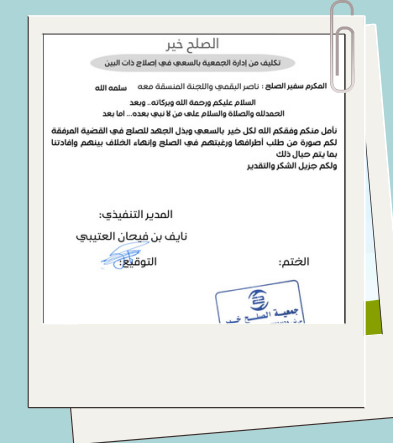 الصلح خير
تكليف من إدارة الجمعية بالسعي في إصلاح ذات البين
المكرم سفير الصلح : ناصر البقمي واللجنة المنسقة معه سلمه الله
السلام عليكم ورحمة الله وبركاته.. وبعد
الحمدلله والصلاة والسلام على من لا نبي بعده... اما بعد
نأمل منكم وفقكم الله لكل خير بالسعي وبذل الجهد للصلح في القضية المرفقة
لكم صورة من طلب أطرافها ورغبتهم في الصلح وإنهاء الخلاف بينهم وإفادتنا
بما يتم حيال ذلك
ولكم جزيل الشكر والتقدير
المدير التنفيذي:
نايف بن فيحان العتيبي
التوقيع:
الختم:
جمعية الصلح خير